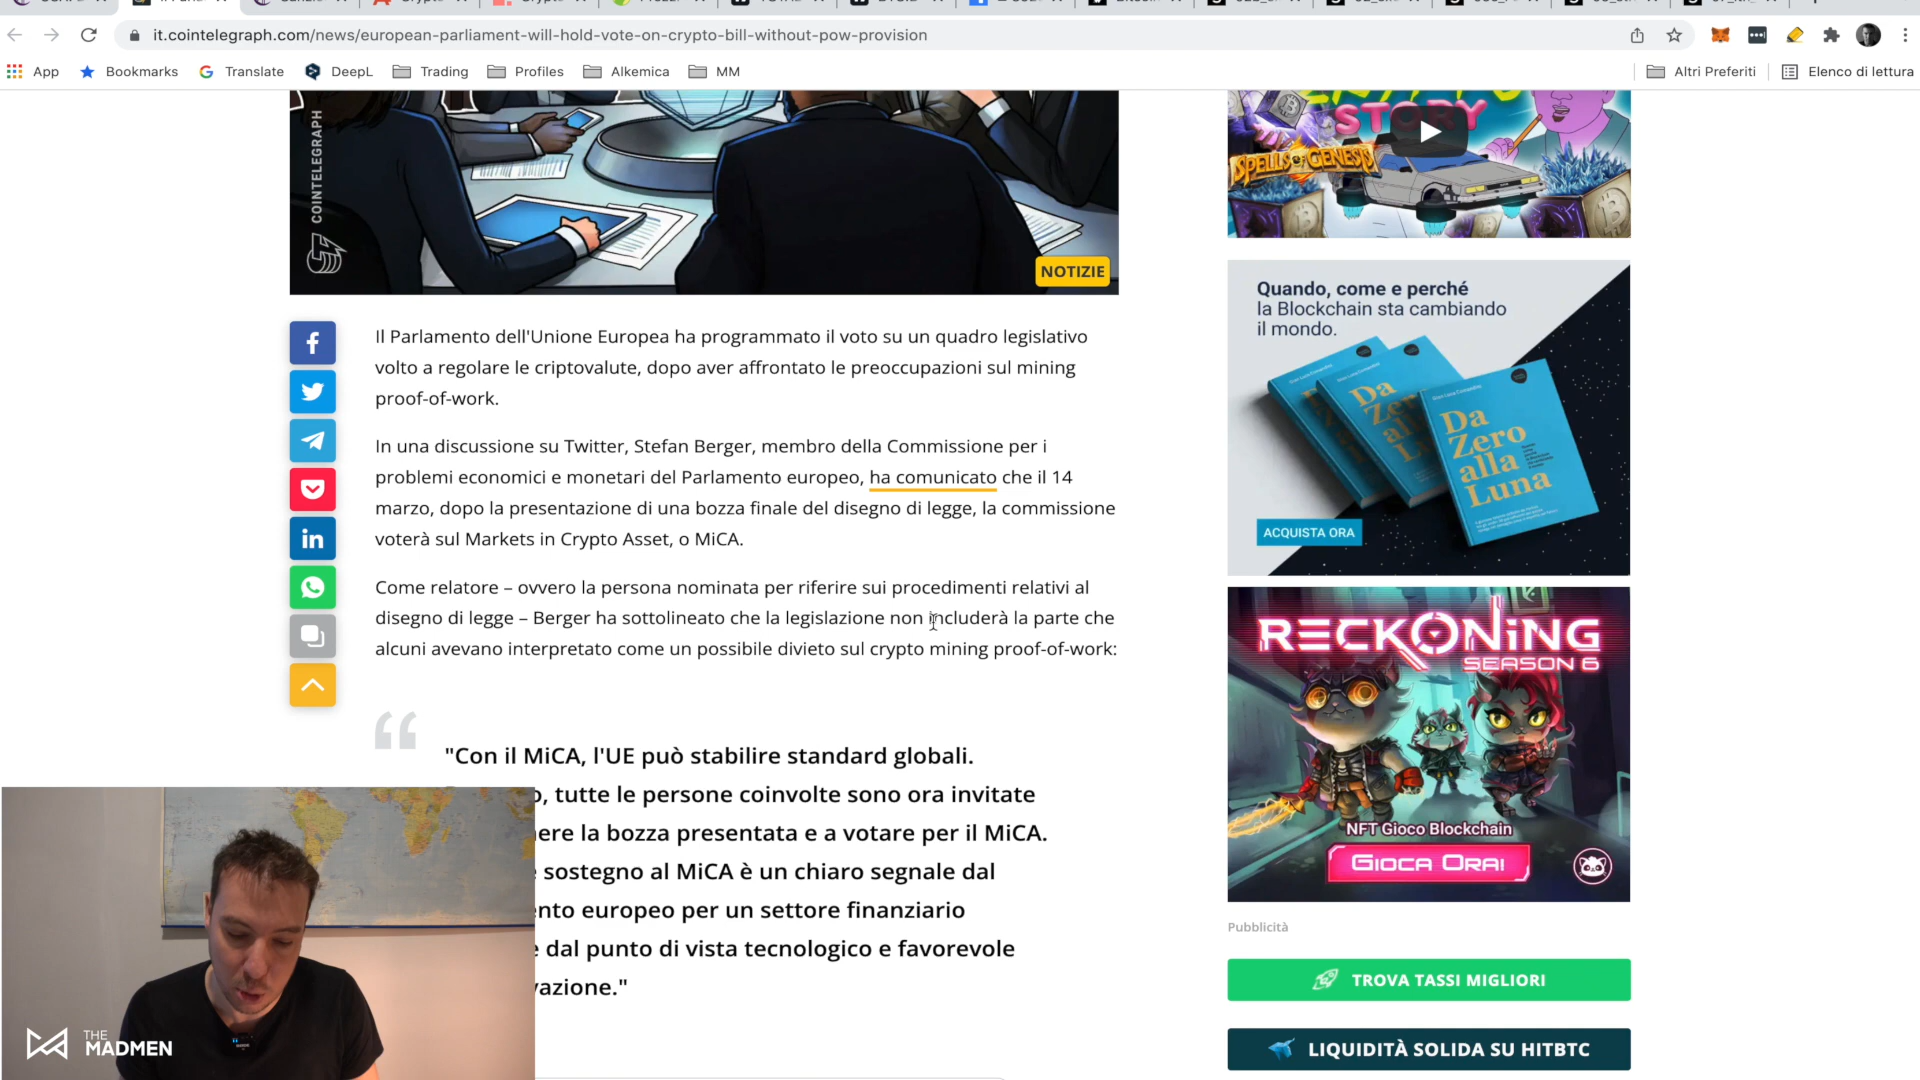 it.cointelegraph.com/news/european-parliament-will-hold-vote-on-crypto-bill-without-pow-provision
App
Bookmarks
Translate
DeepL
Trading
Profiles
Alkemica
MM
Altri Preferiti
Elenco di lettura
COINTELEGRAPH
NOTIZIE
Il Parlamento dell'Unione Europea ha programmato il voto su un quadro legislativo
volto a regolare le criptovalute, dopo aver affrontato le preoccupazioni sul mining
proof-of-work.
In una discussione su Twitter, Stefan Berger, membro della Commissione per i
problemi economici e monetari del Parlamento europeo, ha comunicato che il 14
marzo, dopo la presentazione di una bozza finale del disegno di legge, la commissione
voterà sul Markets in Crypto Asset, o MiCA.
Come relatore – ovvero la persona nominata per riferire sui procedimenti relativi al
disegno di legge – Berger ha sottolineato che la legislazione non includerà la parte che
alcuni avevano interpretato come un possibile divieto sul crypto mining proof-of-work:
"Con il MiCA, l'UE può stabilire standard globali.
, tutte le persone coinvolte sono ora invitate
la bozza presentata e a votare per il MiCA.
sostegno al MiCA è un chiaro segnale dal
europeo per un settore finanziario
dal punto di vista tecnologico e favorevole
STORY
SPELLS OF GENESIS
Quando, come e perché
la Blockchain sta cambiando
il mondo.
Da
Zero
alla
Luna
ACQUISTA ORA
RECKONING
SEASON 6
NFT Gioco Blockchain
GIOCA ORA!
Pubblicità
TROVA TASSI MIGLIORI
LIQUIDITÀ SOLIDA SU HITBTC
THE
MADMEN